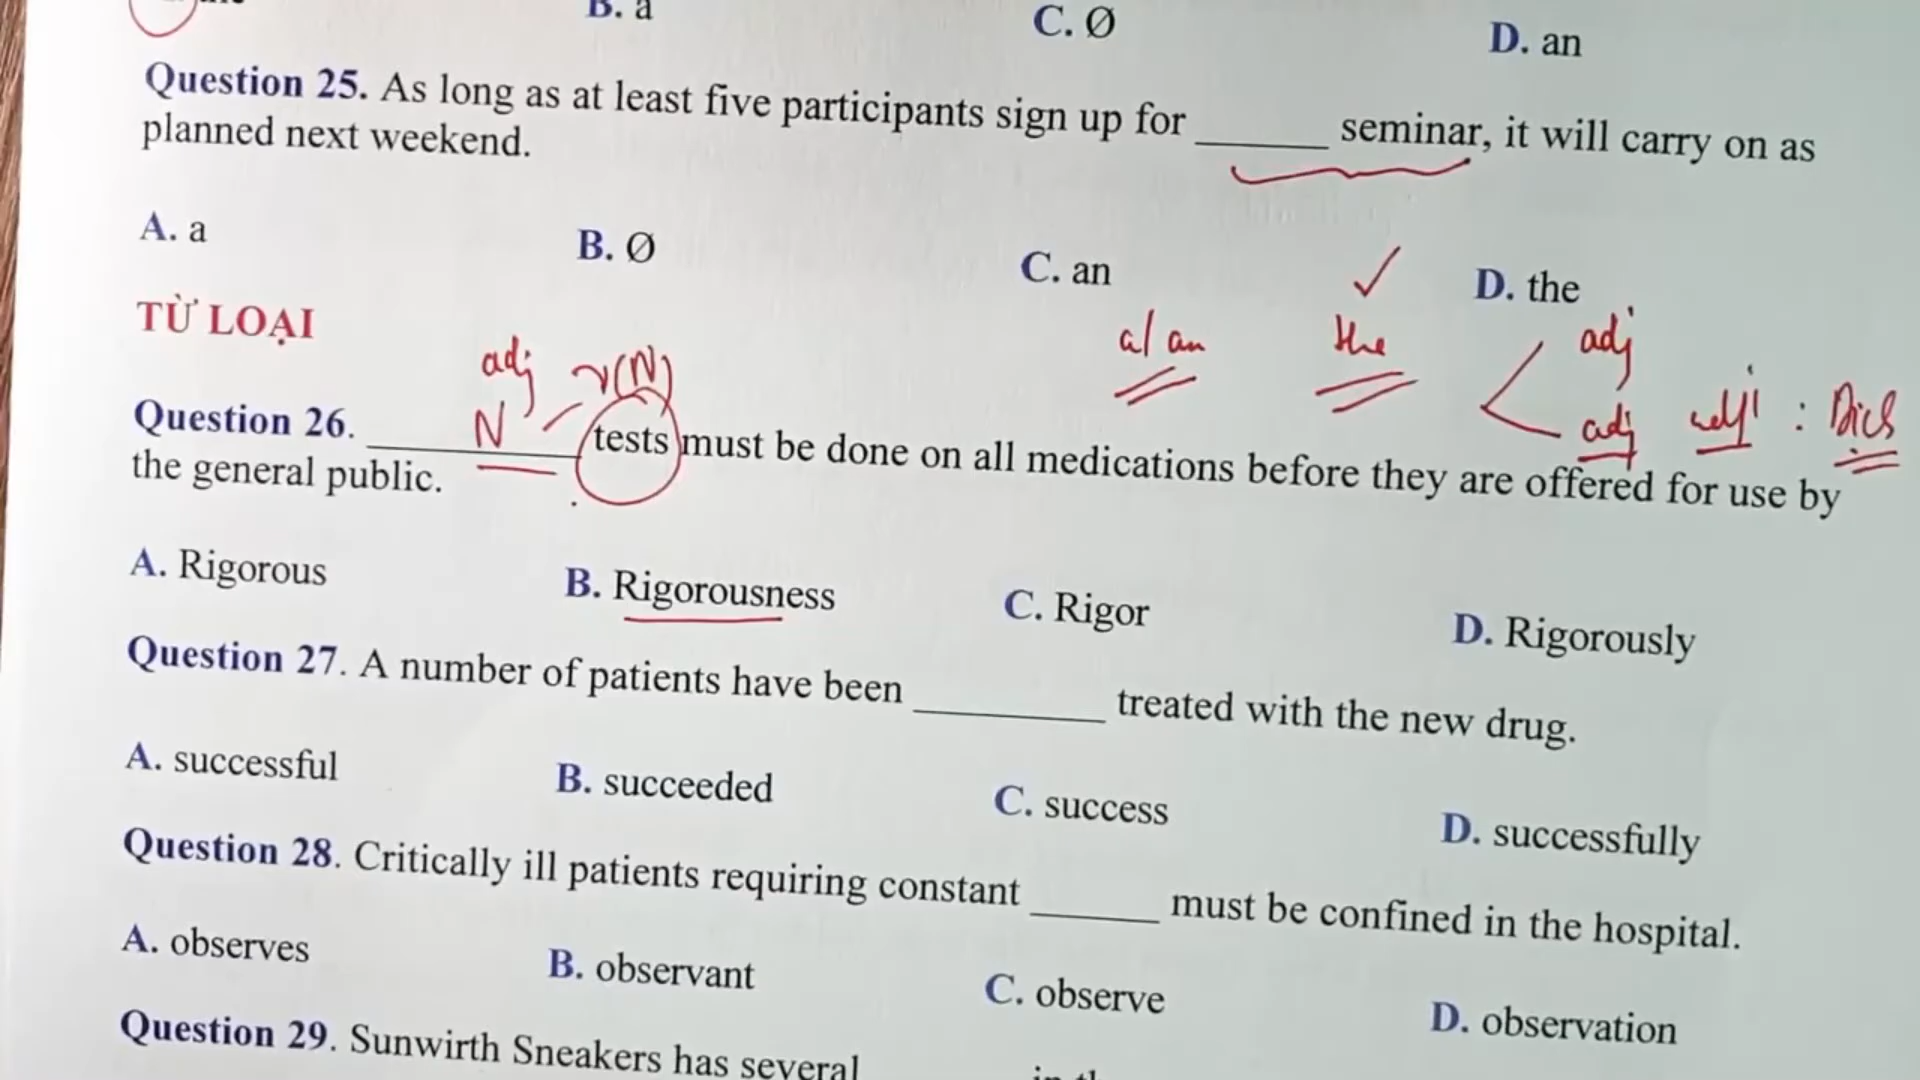 B. a
C. Ø
D. an
Question 25. As long as at least five participants sign up for ______ seminar, it will carry on as
planned next weekend.
A. a
B. Ø
C. an
D. the
a/ an
the
adj
adj
TỪ LOẠI
adj
v(N)
N
Question 26. __________ tests must be done on all medications before they are offered for use by
the general public.
A. Rigorous
B. Rigorousness
C. Rigor
D. Rigorously
Question 27. A number of patients have been _________ treated with the new drug.
A. successful
B. succeeded
C. success
D. successfully
Question 28. Critically ill patients requiring constant ______ must be confined in the hospital.
A. observes
B. observant
C. observe
D. observation
Question 29. Sunwirth Sneakers has several